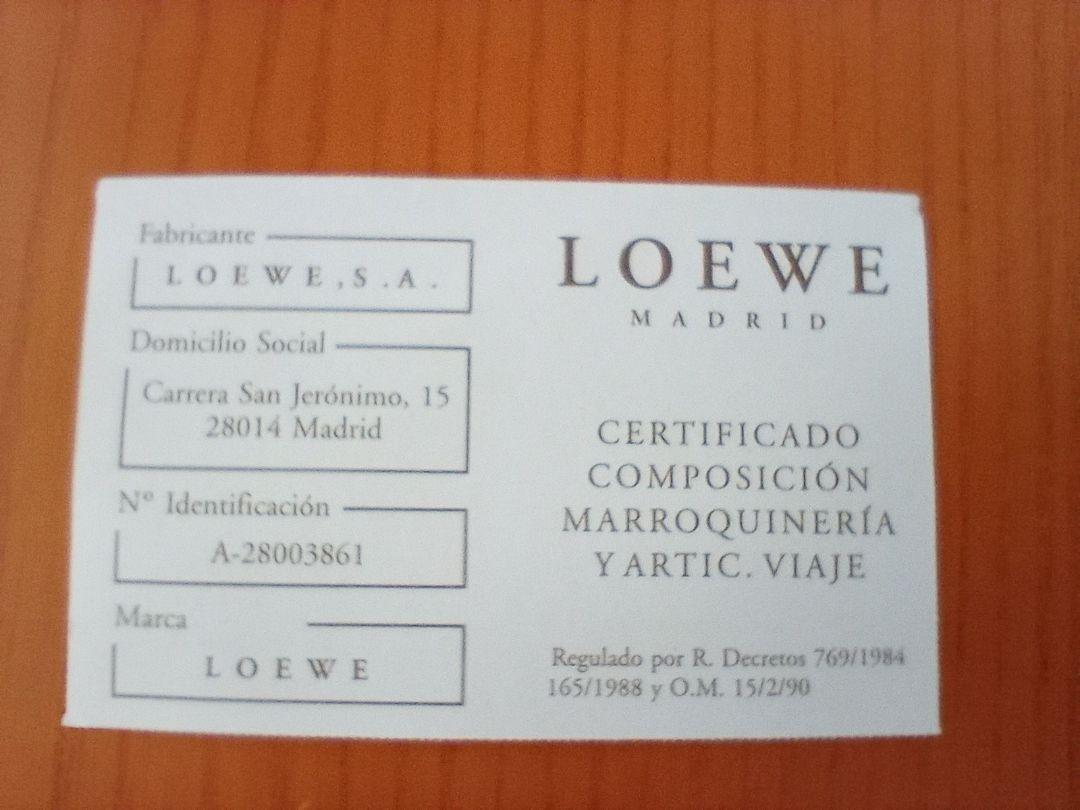 Fabricante
LOEWE,S.A.
Domicilio Social
Carrera San Jerónimo, 15
28014 Madrid
Nº Identificación
A-28003861
Marca
LOEWE
LOEWE
MADRID
CERTIFICADO
COMPOSICIÓN
MARROQUINERÍA
Y ARTIC. VIAJE
Regulado por R. Decretos 769/1984
165/1988 y O.M. 15/2/90